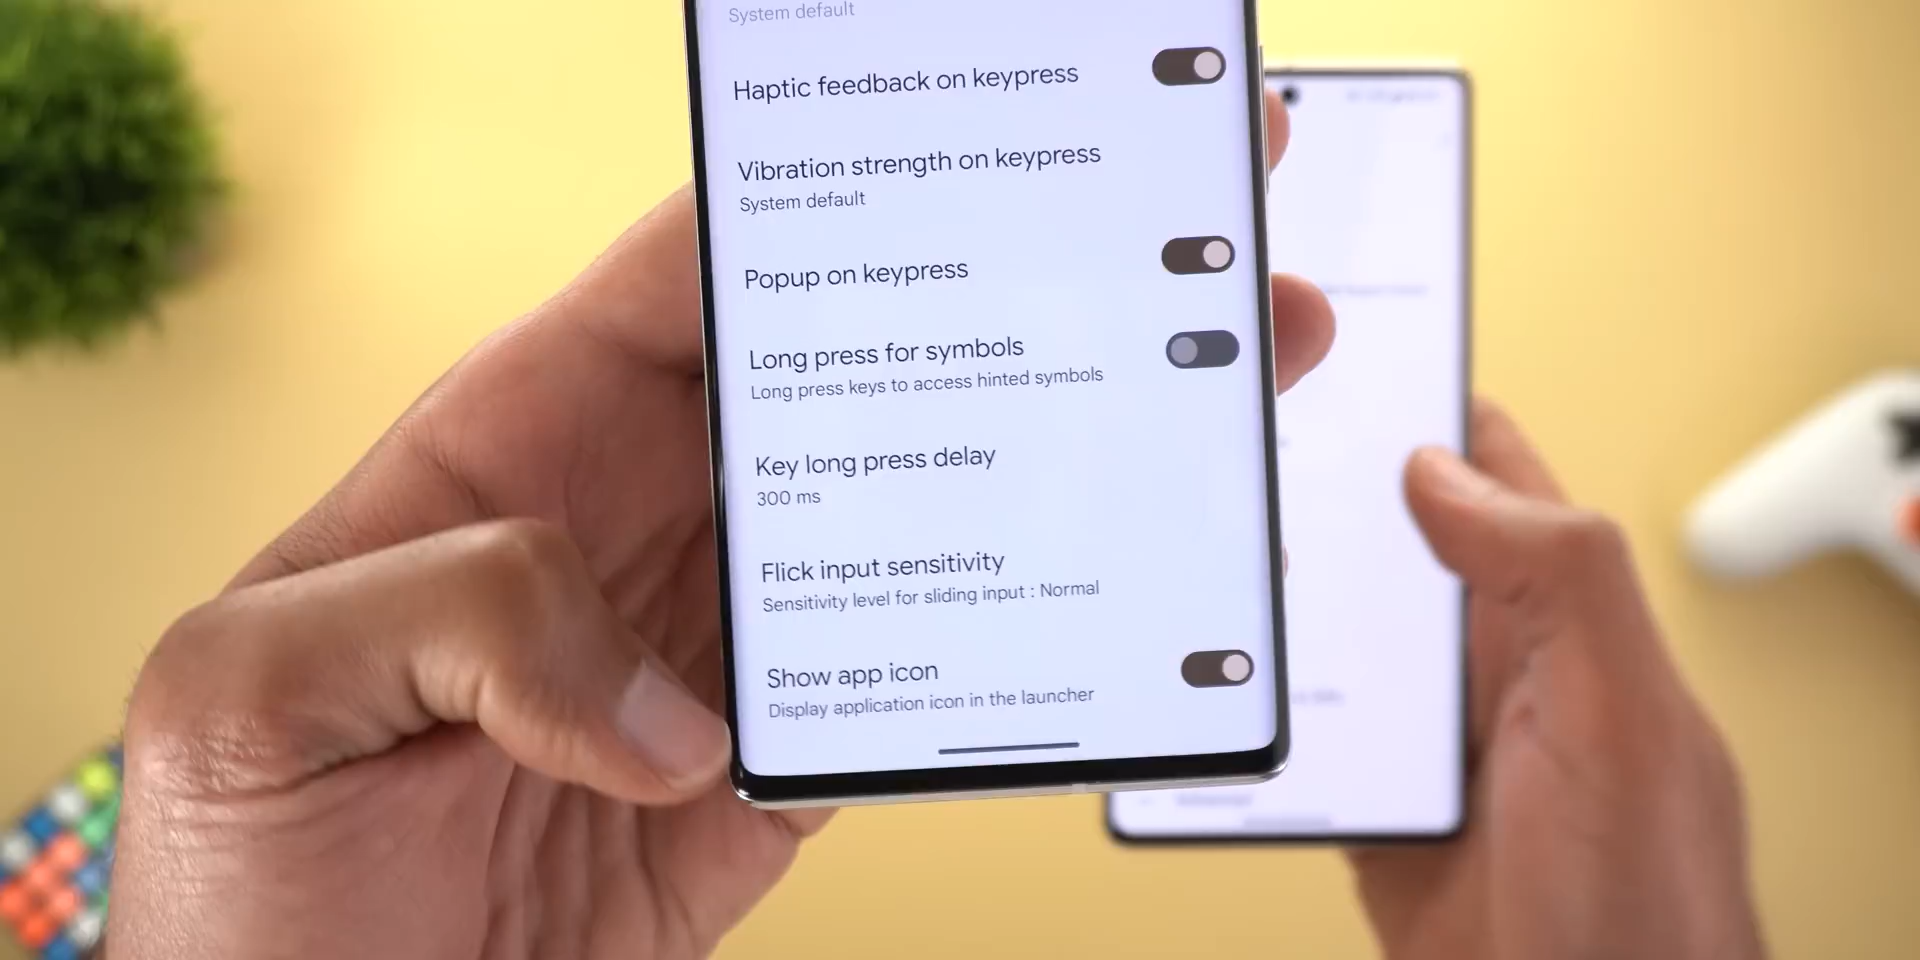 System default
Haptic feedback on keypress
Vibration strength on keypress
System default
Popup on keypress
Long press for symbols
Long press keys to access hinted symbols
Key long press delay
300 ms
Flick input sensitivity
Sensitivity level for sliding input : Normal
Show app icon
Display application icon in the launcher